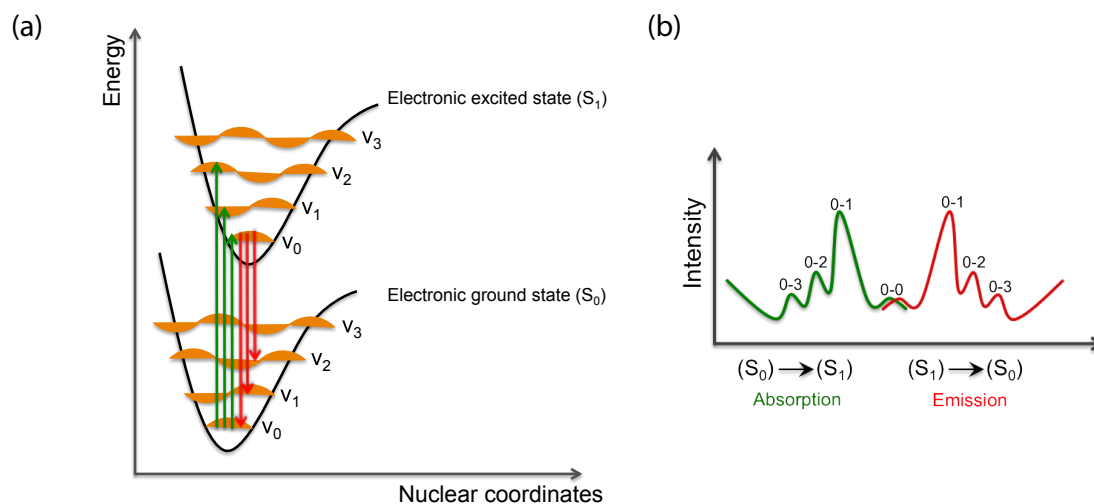 (a)
Energy
Electronic excited state (S₁)
v₃
v₂
v₁
v₀
Electronic ground state (S₀)
v₃
v₂
v₁
v₀
Nuclear coordinates
(b)
Intensity
0-3
0-2
0-1
0-0
0-1
0-2
0-3
(S₀) → (S₁)
Absorption
(S₁) → (S₀)
Emission